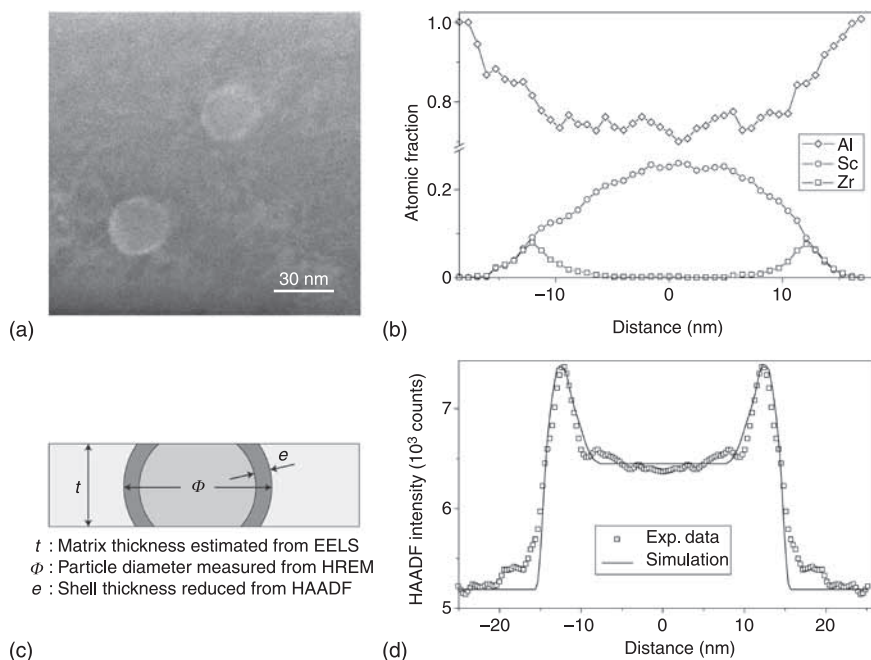 30 nm
(a)
1.0
0.8
0.2
0
Atomic fraction
Al
Sc
Zr
−10
0
10
Distance (nm)
(b)
t
Φ
e
t : Matrix thickness estimated from EELS
Φ : Particle diameter measured from HREM
e : Shell thickness reduced from HAADF
(c)
7
6
5
HAADF intensity (10³ counts)
Exp. data
Simulation
−20
−10
0
10
20
Distance (nm)
(d)